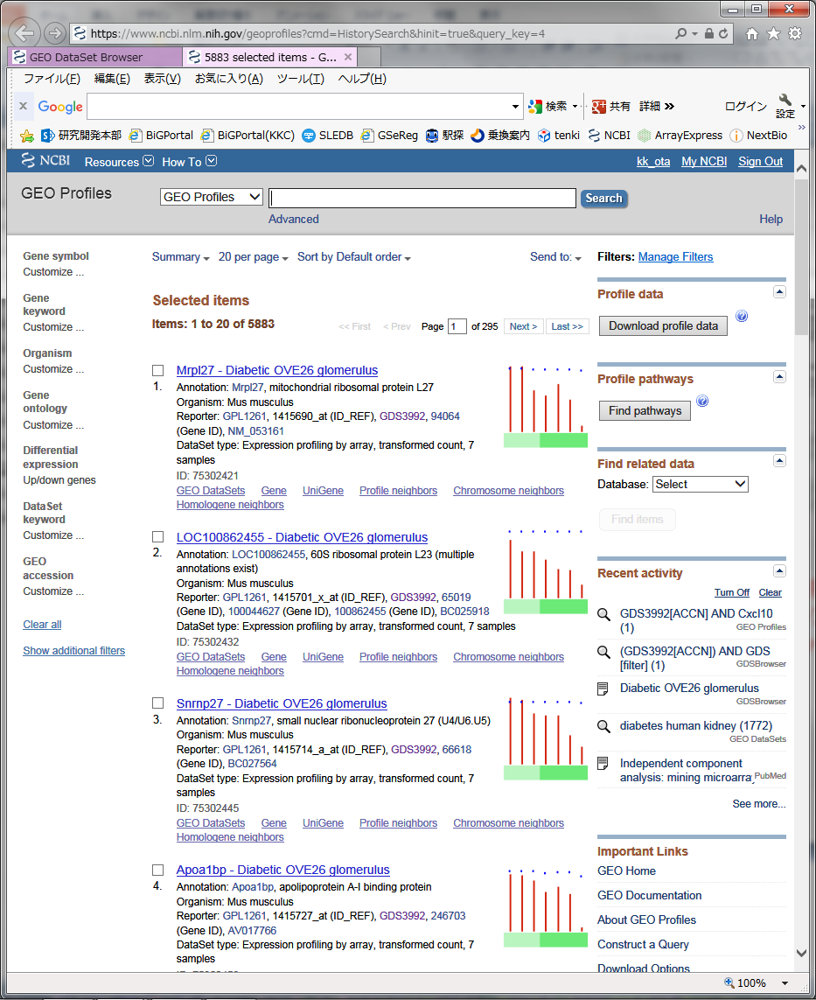 https://www.ncbi.nlm.nih.gov/geoprofiles?cmd=HistorySearch&hinit=true&query_key=4
GEO DataSet Browser
5883 selected items - G...
ファイル(F) 編集(E) 表示(V) お気に入り(A) ツール(T) ヘルプ(H)
x Google 検索 共有 詳細 ログイン 設定
研究開発本部 BiGPortal BiGPortal(KKC) SLEDB GSeReg 駅探 乗換案内 tenki NCBI ArrayExpress NextBio
NCBI Resources How To kk_ota My NCBI Sign Out
GEO Profiles
GEO Profiles Search
Advanced Help
Gene symbol
Customize ...
Gene
keyword
Customize ...
Organism
Customize ...
Gene
ontology
Customize ...
Differential
expression
Up/down genes
DataSet
keyword
Customize ...
GEO
accession
Customize ...
Clear all
Show additional filters
Summary 20 per page Sort by Default order Send to:
Selected items
Items: 1 to 20 of 5883
<< First < Prev Page 1 of 295 Next > Last >>
Mrpl27 - Diabetic OVE26 glomerulus
1. Annotation: Mrpl27, mitochondrial ribosomal protein L27
Organism: Mus musculus
Reporter: GPL1261, 1415690_at (ID_REF), GDS3992, 94064
(Gene ID), NM_053161
DataSet type: Expression profiling by array, transformed count, 7
samples
ID: 75302421
GEO DataSets Gene UniGene Profile neighbors Chromosome neighbors
Homologene neighbors
LOC100862455 - Diabetic OVE26 glomerulus
2. Annotation: LOC100862455, 60S ribosomal protein L23 (multiple
annotations exist)
Organism: Mus musculus
Reporter: GPL1261, 1415701_x_at (ID_REF), GDS3992, 65019
(Gene ID), 100044627 (Gene ID), 100862455 (Gene ID), BC025918
DataSet type: Expression profiling by array, transformed count, 7 samples
ID: 75302432
GEO DataSets Gene UniGene Profile neighbors Chromosome neighbors
Homologene neighbors
Snrnp27 - Diabetic OVE26 glomerulus
3. Annotation: Snrnp27, small nuclear ribonucleoprotein 27 (U4/U6.U5)
Organism: Mus musculus
Reporter: GPL1261, 1415714_a_at (ID_REF), GDS3992, 66618
(Gene ID), BC027564
DataSet type: Expression profiling by array, transformed count, 7
samples
ID: 75302445
GEO DataSets Gene UniGene Profile neighbors Chromosome neighbors
Homologene neighbors
Apoa1bp - Diabetic OVE26 glomerulus
4. Annotation: Apoa1bp, apolipoprotein A-I binding protein
Organism: Mus musculus
Reporter: GPL1261, 1415727_at (ID_REF), GDS3992, 246703
(Gene ID), AV017766
DataSet type: Expression profiling by array, transformed count, 7
samples
Filters: Manage Filters
Profile data
Download profile data
Profile pathways
Find pathways
Find related data
Database: Select
Find items
Recent activity
Turn Off Clear
GDS3992[ACCN] AND Cxcl10
(1)
GEO Profiles
(GDS3992[ACCN]) AND GDS
[filter] (1)
GDSBrowser
Diabetic OVE26 glomerulus
GDSBrowser
diabetes human kidney (1772)
GEO DataSets
Independent component
analysis: mining microarra
PubMed
See more...
Important Links
GEO Home
GEO Documentation
About GEO Profiles
Construct a Query
Download Options
100%